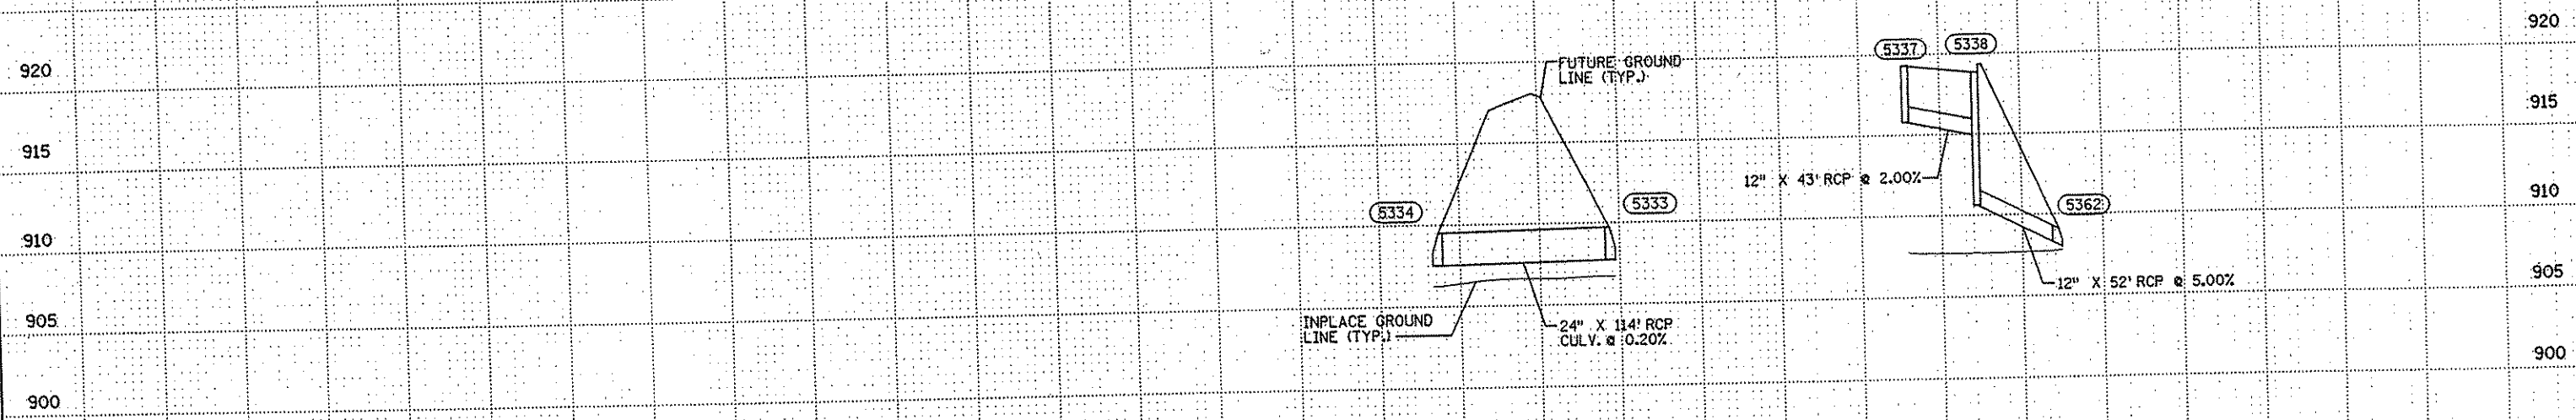 920
915
910
905
900
5334
5333
FUTURE GROUND
LINE (TYP.)
INPLACE GROUND
LINE (TYP.)
24" X 114' RCP
CULV. @ 0.20%
5337
5338
12" X 43' RCP @ 2.00%
5362
12" X 52' RCP @ 5.00%
920
915
910
905
900